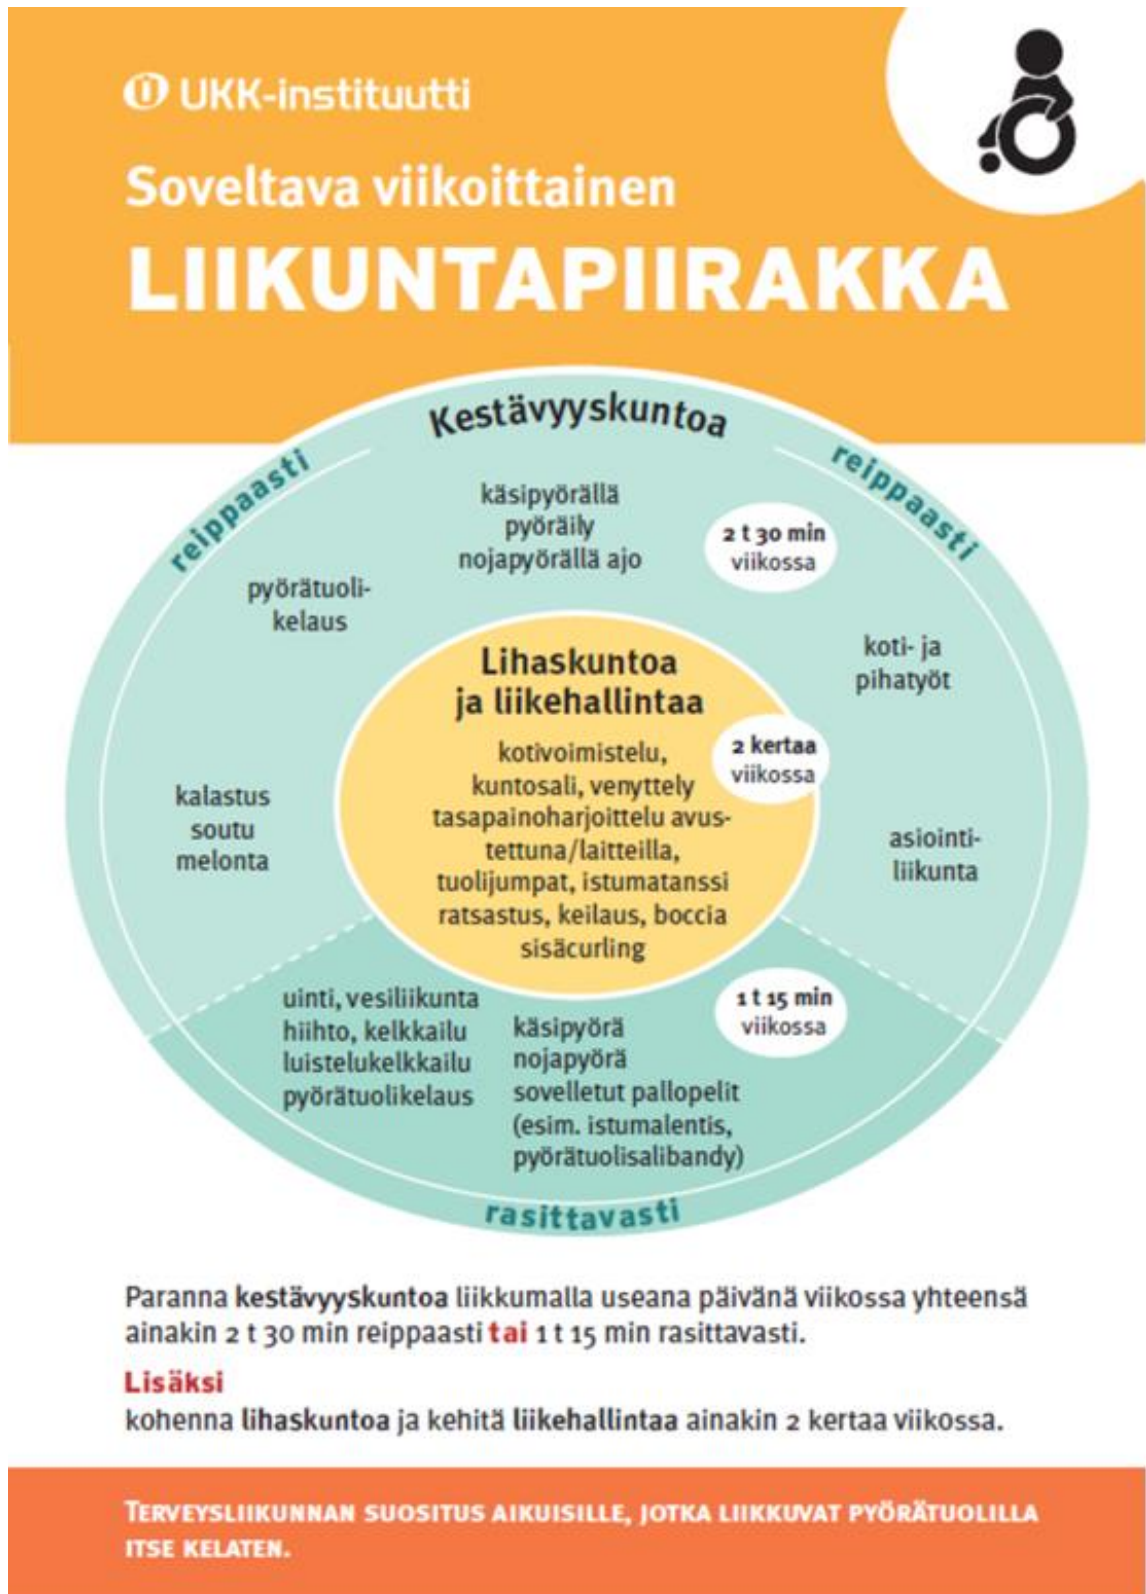 UKK-instituutti
Soveltava viikoittainen
LIIKUNTAPIIRAKKA
Kestävyyskuntoa
reippaasti
reippaasti
käsipyörällä
pyöräily
nojapyörällä ajo
2 t 30 min
viikossa
pyörätuoli-
kelaus
koti- ja
pihatyöt
Lihaskuntoa
ja liikehallintaa
2 kertaa
viikossa
kotivoimistelu,
kuntosali, venyttely
tasapainoharjoittelu avus-
tettuna/laitteilla,
tuolijumpat, istumatanssi
ratsastus, keilaus, boccia
sisäcurling
kalastus
soutu
melonta
asiointi-
liikunta
uinti, vesiliikunta
hiihto, kelkkailu
luistelukelkkailu
pyörätuolikelaus
käsipyörä
nojapyörä
sovelletut pallopelit
(esim. istumalentis,
pyörätuolisalibandy)
1 t 15 min
viikossa
rasittavasti
Paranna kestävyyskuntoa liikkumalla useana päivänä viikossa yhteensä
ainakin 2 t 30 min reippaasti tai 1 t 15 min rasittavasti.
Lisäksi
kohenna lihaskuntoa ja kehitä liikehallintaa ainakin 2 kertaa viikossa.
TERVEYSLIIKUNNAN SUOSITUS AIKUISILLE, JOTKA LIIKKUVAT PYÖRÄTUOLILLA
ITSE KELATEN.